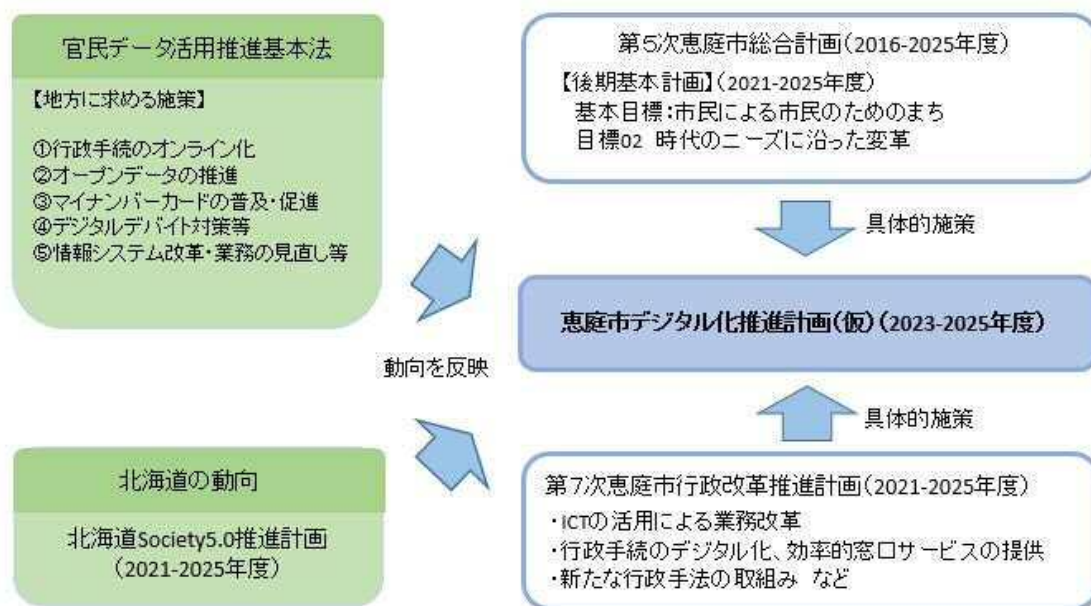 官民データ活用推進基本法
【地方に求める施策】
①行政手続のオンライン化
②オープンデータの推進
③マイナンバーカードの普及・促進
④デジタルデバイト対策等
⑤情報システム改革・業務の見直し等
第5次恵庭市総合計画(2016-2025年度)
【後期基本計画】(2021-2025年度)
基本目標:市民による市民のためのまち
目標02 時代のニーズに沿った変革
具体的施策
恵庭市デジタル化推進計画(仮)(2023-2025年度)
動向を反映
具体的施策
北海道の動向
北海道Society5.0推進計画
(2021-2025年度)
第7次恵庭市行政改革推進計画(2021-2025年度)
・ICTの活用による業務改革
・行政手続のデジタル化、効率的窓口サービスの提供
・新たな行政手法の取組み など